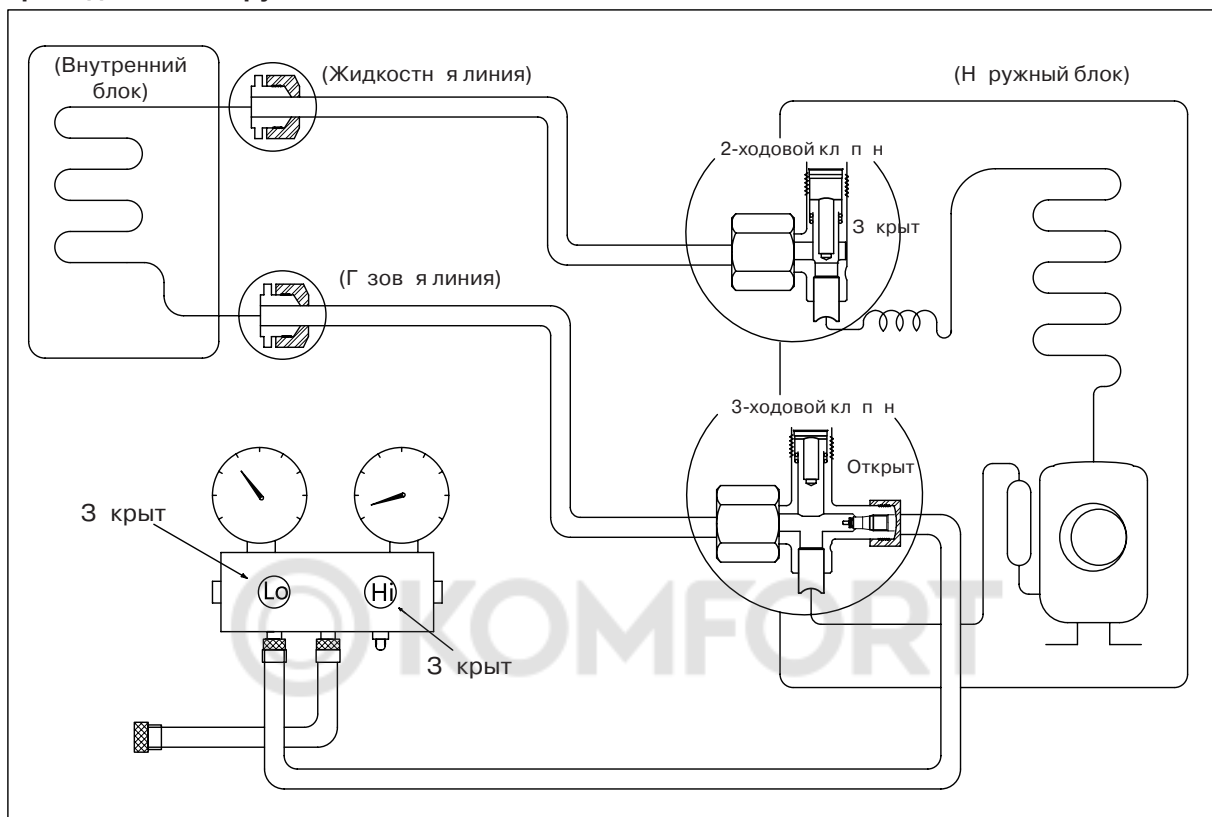 (Внутренний
блок)
(Жидкостн я линия)
(Н ружный блок)
2-ходовой кл п н
З крыт
(Г зов я линия)
3-ходовой кл п н
Открыт
З крыт
Lo
Hi
З крыт
© KOMFORT